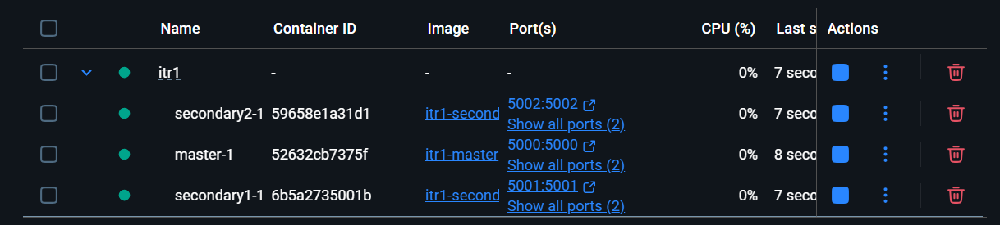 Name Container ID Image Port(s) CPU (%) Last s Actions
itr1 - - - 0% 7 seco
secondary2-1 59658e1a31d1 itr1-second 5002:5002 0% 7 seco
Show all ports (2)
master-1 52632cb7375f itr1-master 5000:5000 0% 8 seco
Show all ports (2)
secondary1-1 6b5a2735001b itr1-second 5001:5001 0% 7 seco
Show all ports (2)